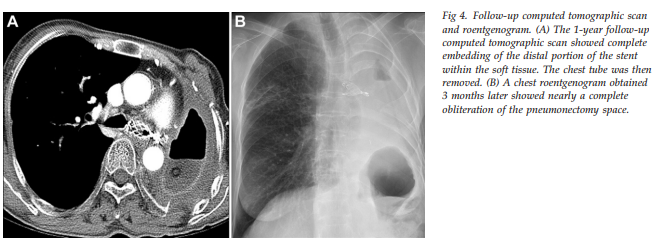 A
B
Fig 4. Follow-up computed tomographic scan
and roentgenogram. (A) The 1-year follow-up
computed tomographic scan showed complete
embedding of the distal portion of the stent
within the soft tissue. The chest tube was then
removed. (B) A chest roentgenogram obtained
3 months later showed nearly a complete
obliteration of the pneumonectomy space.